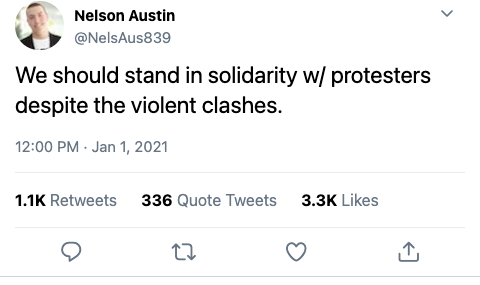 Nelson Austin
@NelsAus839
We should stand in solidarity w/ protesters
despite the violent clashes.
12:00 PM · Jan 1, 2021
1.1K Retweets 336 Quote Tweets 3.3K Likes